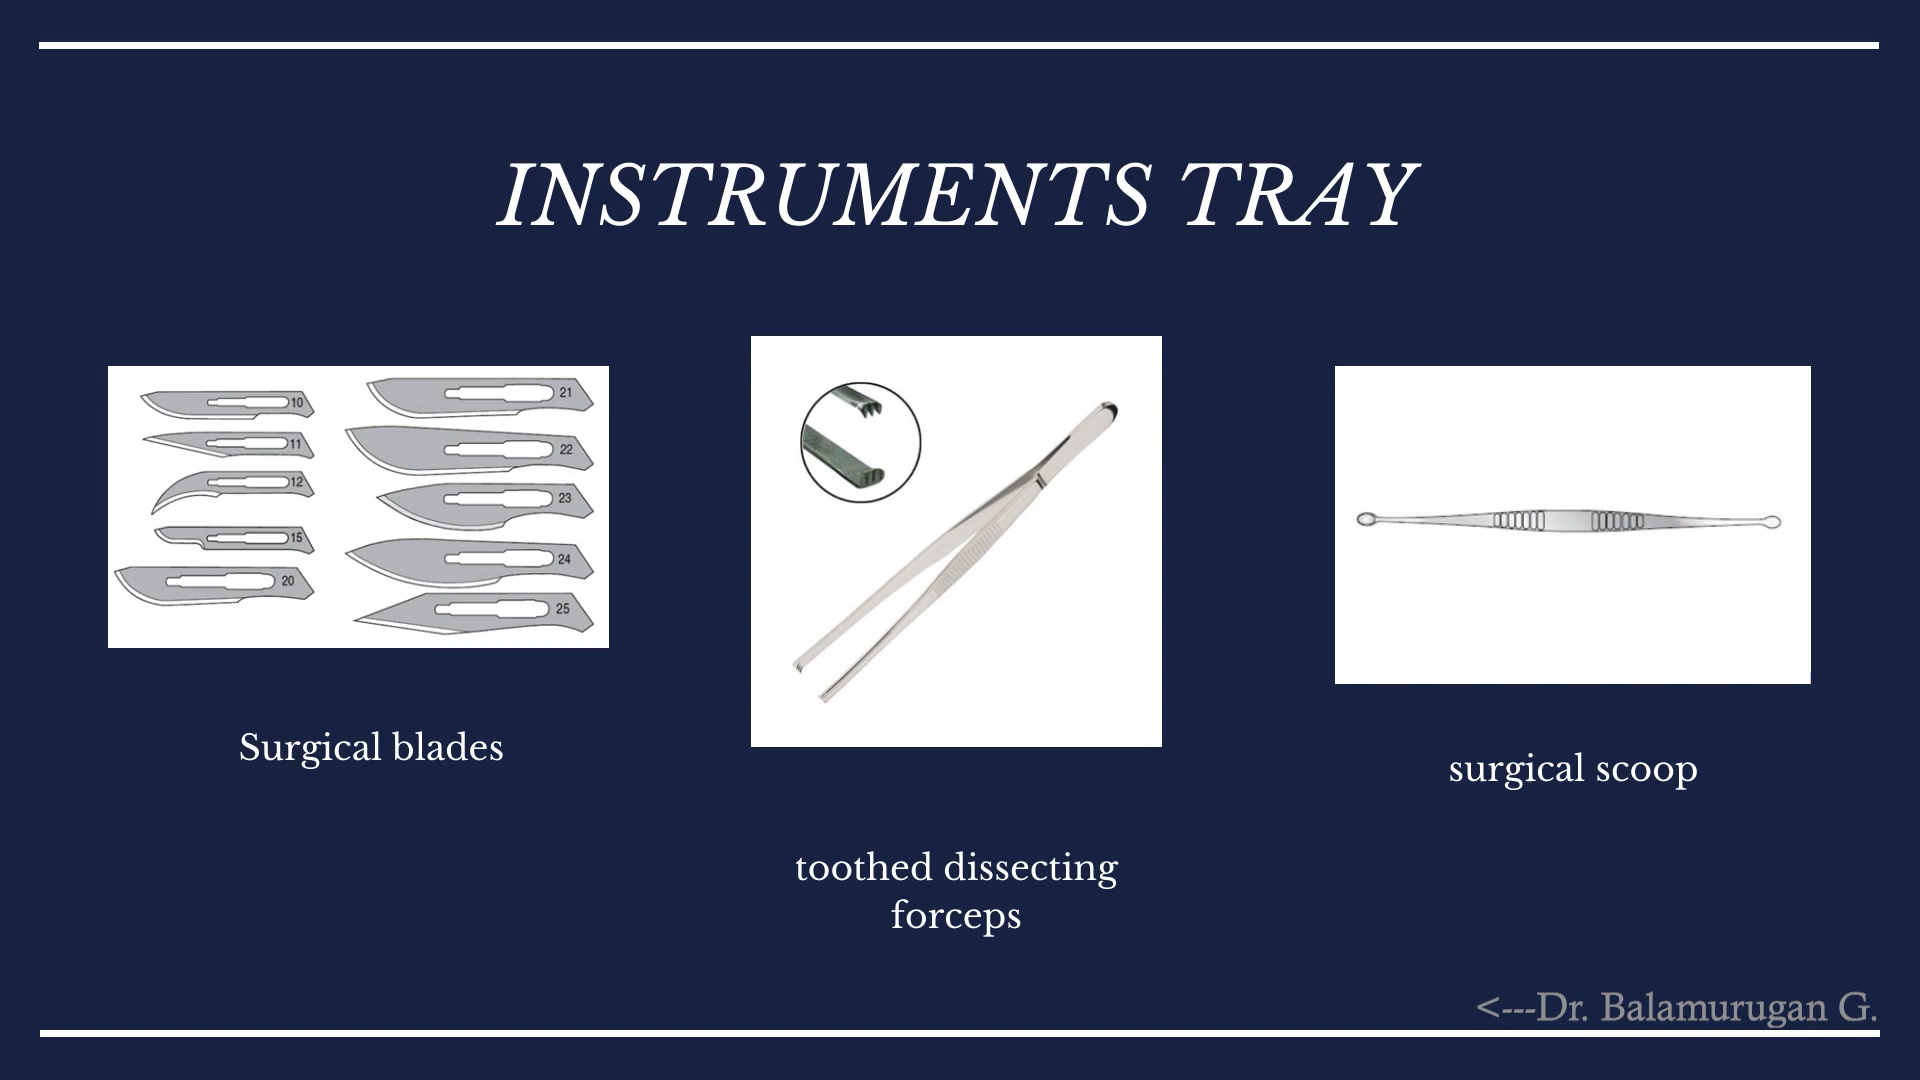 INSTRUMENTS TRAY
10
11
12
15
20
21
22
23
24
25
Surgical blades
toothed dissecting
forceps
surgical scoop
<---Dr. Balamurugan G.